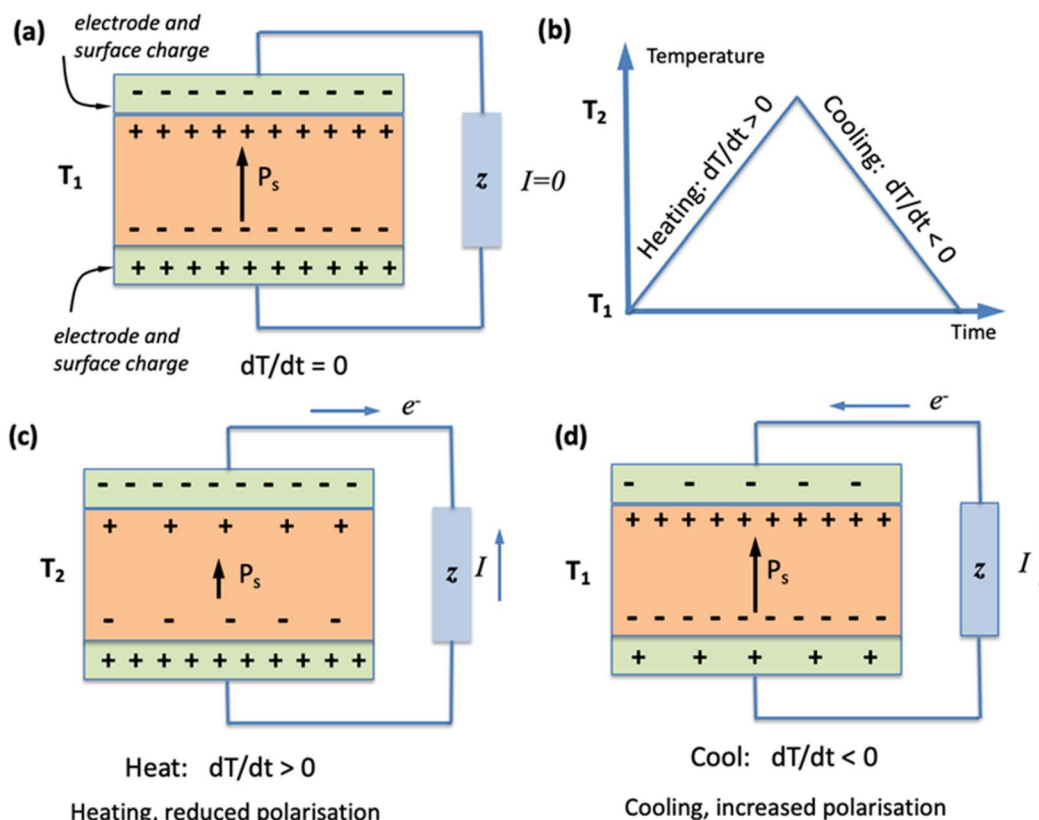 (a)
electrode and
surface charge
- - - - - - - - - -
+ + + + + + + + + +
T₁
Pₛ
- - - - - - - - - -
+ + + + + + + + + +
z
I=0
electrode and
surface charge
dT/dt = 0
(b)
Temperature
T₂
Heating: dT/dt > 0
Cooling: dT/dt < 0
T₁
Time
(c)
e-
- - - - - - - - - -
+ + + + +
T₂
Pₛ
z
I
- - - - -
+ + + + + + + + + +
Heat: dT/dt > 0
Heating, reduced polarisation
(d)
e-
- - - - -
+ + + + + + + + + +
T₁
Pₛ
z
I
- - - - - - - - - -
+ + + + +
Cool: dT/dt < 0
Cooling, increased polarisation